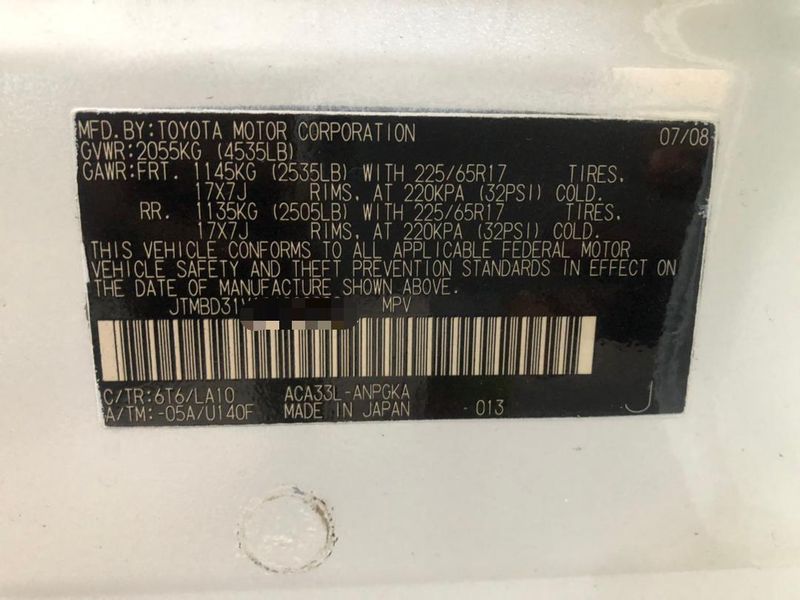 MFD.BY:TOYOTA MOTOR CORPORATION 07/08
GVWR:2055KG (4535LB)
GAWR:FRT. 1145KG (2535LB) WITH 225/65R17 TIRES,
17X7J RIMS, AT 220KPA (32PSI) COLD.
RR. 1135KG (2505LB) WITH 225/65R17 TIRES,
17X7J RIMS, AT 220KPA (32PSI) COLD.
THIS VEHICLE CONFORMS TO ALL APPLICABLE FEDERAL MOTOR
VEHICLE SAFETY AND THEFT PREVENTION STANDARDS IN EFFECT ON
THE DATE OF MANUFACTURE SHOWN ABOVE.
JTMBD31V MPV
C/TR:6T6/LA10 ACA33L-ANPGKA
A/TM:-05A/U140F MADE IN JAPAN -013 J